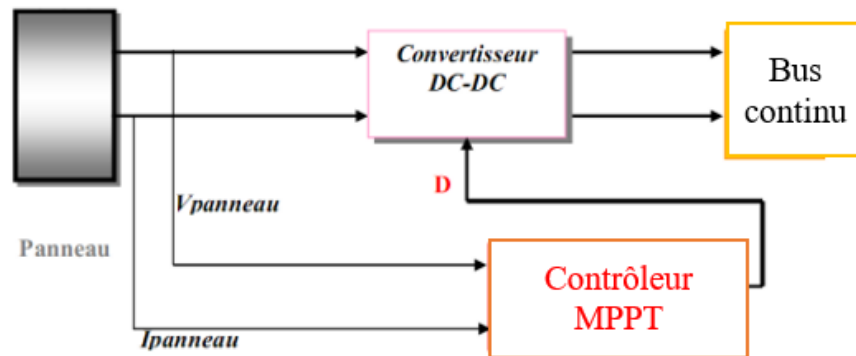 Convertisseur
DC-DC
Bus
continu
D
Vpanneau
Panneau
Contrôleur
MPPT
Ipanneau